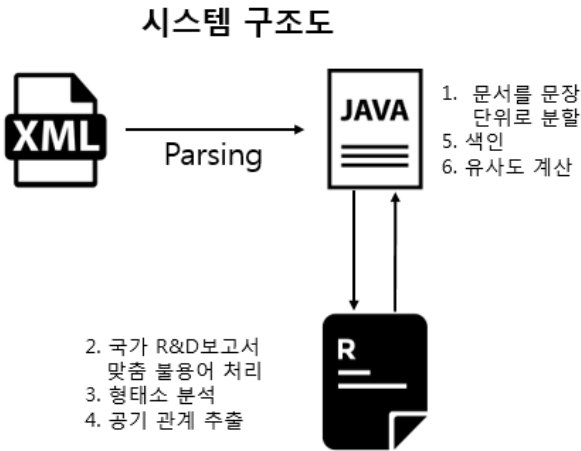 시스템 구조도
XML
Parsing
JAVA
1. 문서를 문장
단위로 분할
5. 색인
6. 유사도 계산
2. 국가 R&D보고서
맞춤 불용어 처리
3. 형태소 분석
4. 공기 관계 추출
R